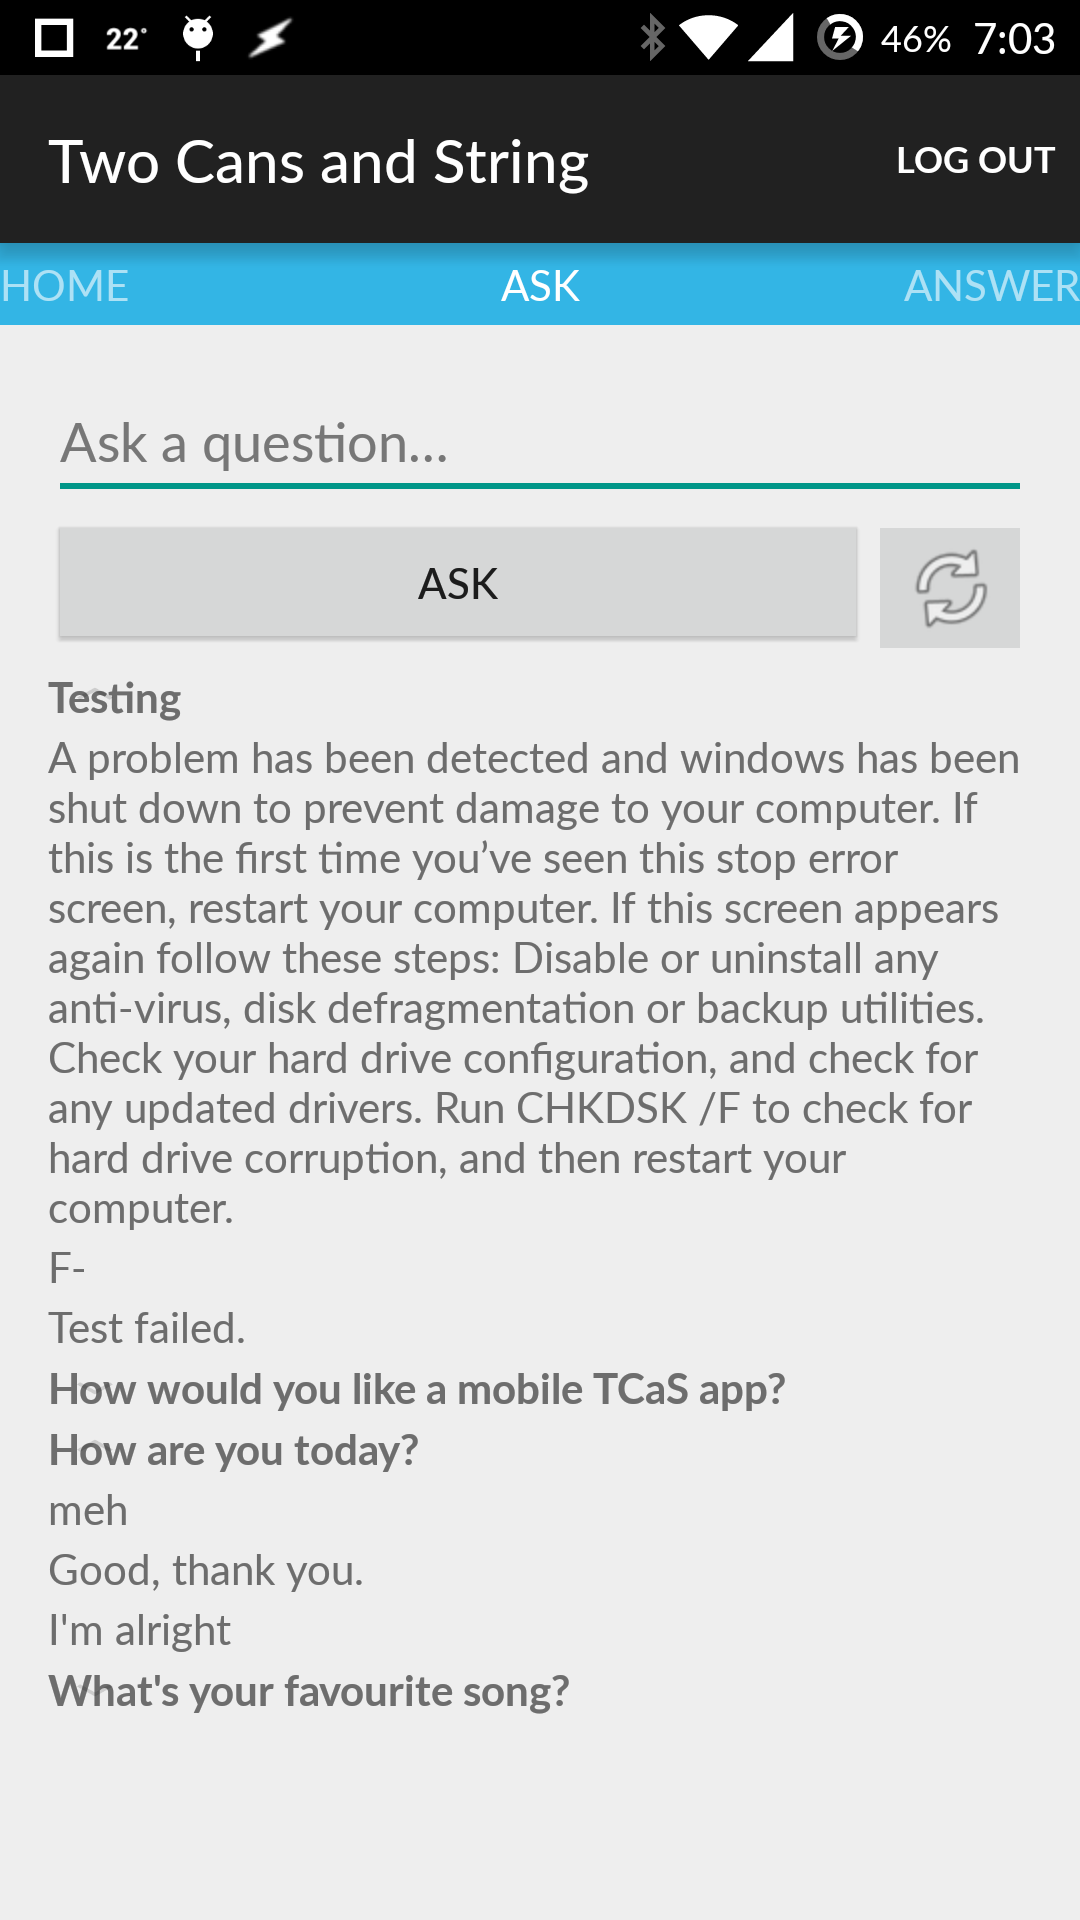 22° 46% 7:03
Two Cans and String LOG OUT
HOME ASK ANSWER
Ask a question...
ASK
Testing
A problem has been detected and windows has been
shut down to prevent damage to your computer. If
this is the first time you’ve seen this stop error
screen, restart your computer. If this screen appears
again follow these steps: Disable or uninstall any
anti-virus, disk defragmentation or backup utilities.
Check your hard drive configuration, and check for
any updated drivers. Run CHKDSK /F to check for
hard drive corruption, and then restart your
computer.
F-
Test failed.
How would you like a mobile TCaS app?
How are you today?
meh
Good, thank you.
I'm alright
What's your favourite song?